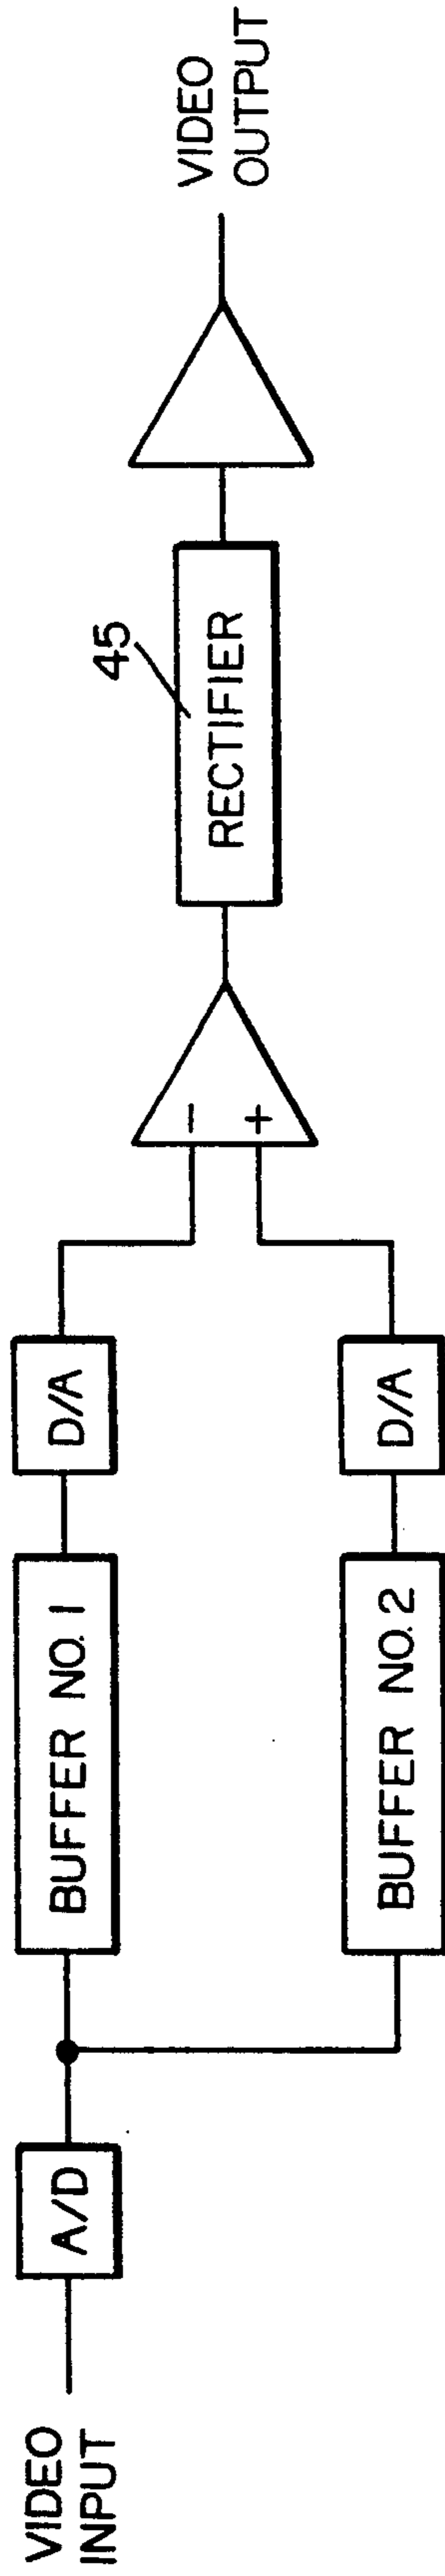 VIDEO
INPUT
A/D
BUFFER NO. 1
D/A
BUFFER NO. 2
D/A
−
+
45
RECTIFIER
VIDEO
OUTPUT